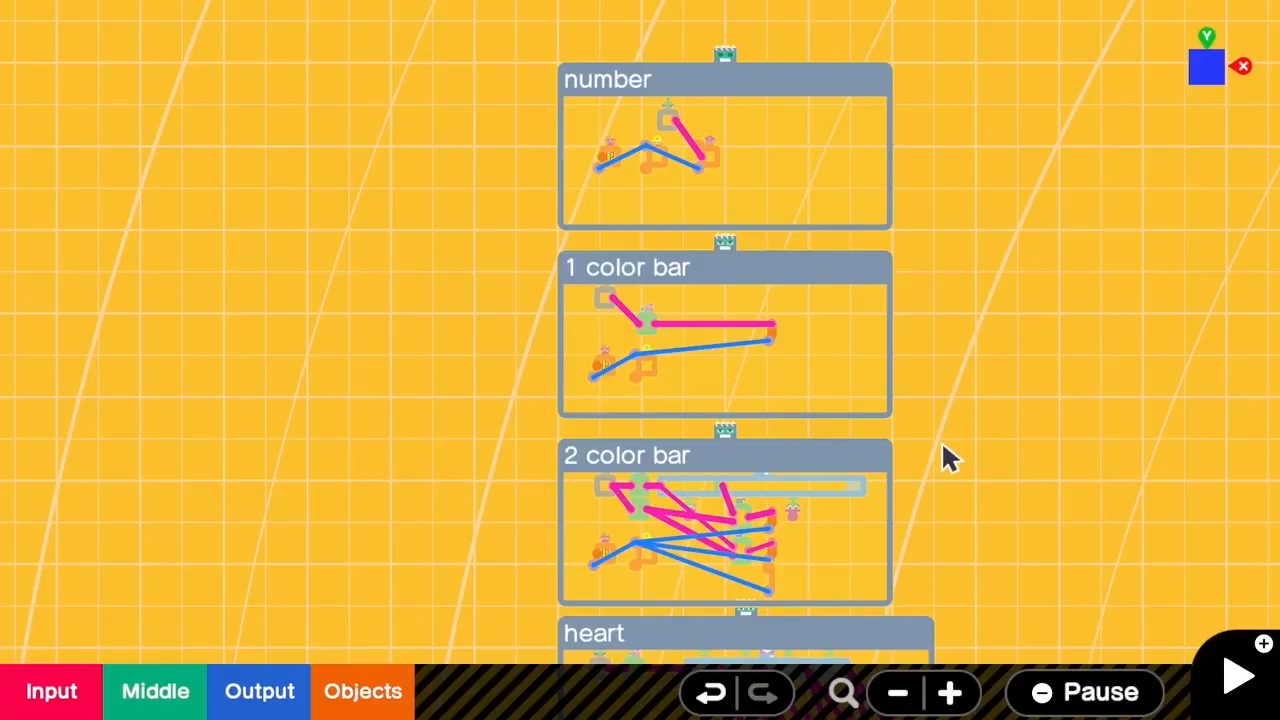 Y
number
1 color bar
2 color bar
heart
Input
Middle
Output
Objects
Pause